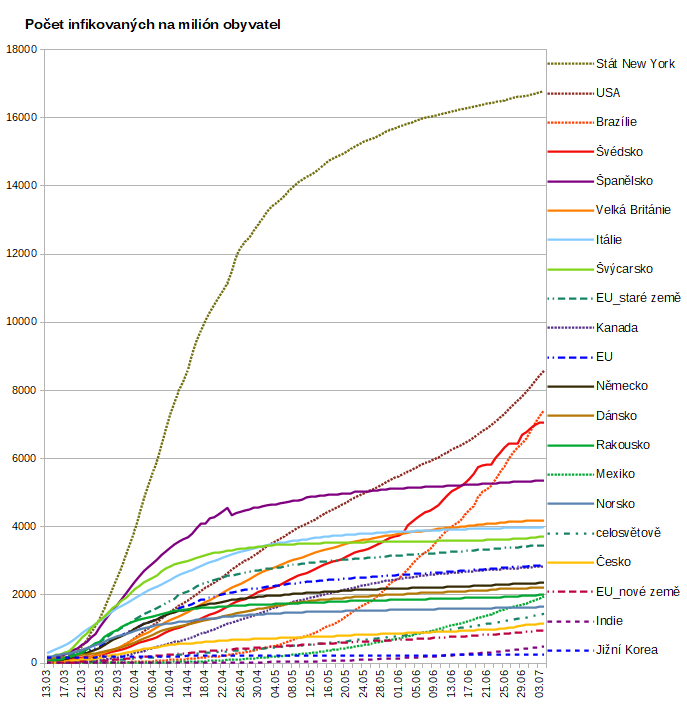 Počet infikovaných na milión obyvatel
18000
16000
14000
12000
10000
8000
6000
4000
2000
0
Stát New York
USA
Brazílie
Švédsko
Španělsko
Velká Británie
Itálie
Švýcarsko
EU_staré země
Kanada
EU
Německo
Dánsko
Rakousko
Mexiko
Norsko
celosvětově
Česko
EU_nové země
Indie
Jižní Korea
13.03
17.03
21.03
25.03
29.03
02.04
06.04
10.04
14.04
18.04
22.04
26.04
30.04
04.05
08.05
12.05
16.05
20.05
24.05
28.05
01.06
05.06
09.06
13.06
17.06
21.06
25.06
29.06
03.07